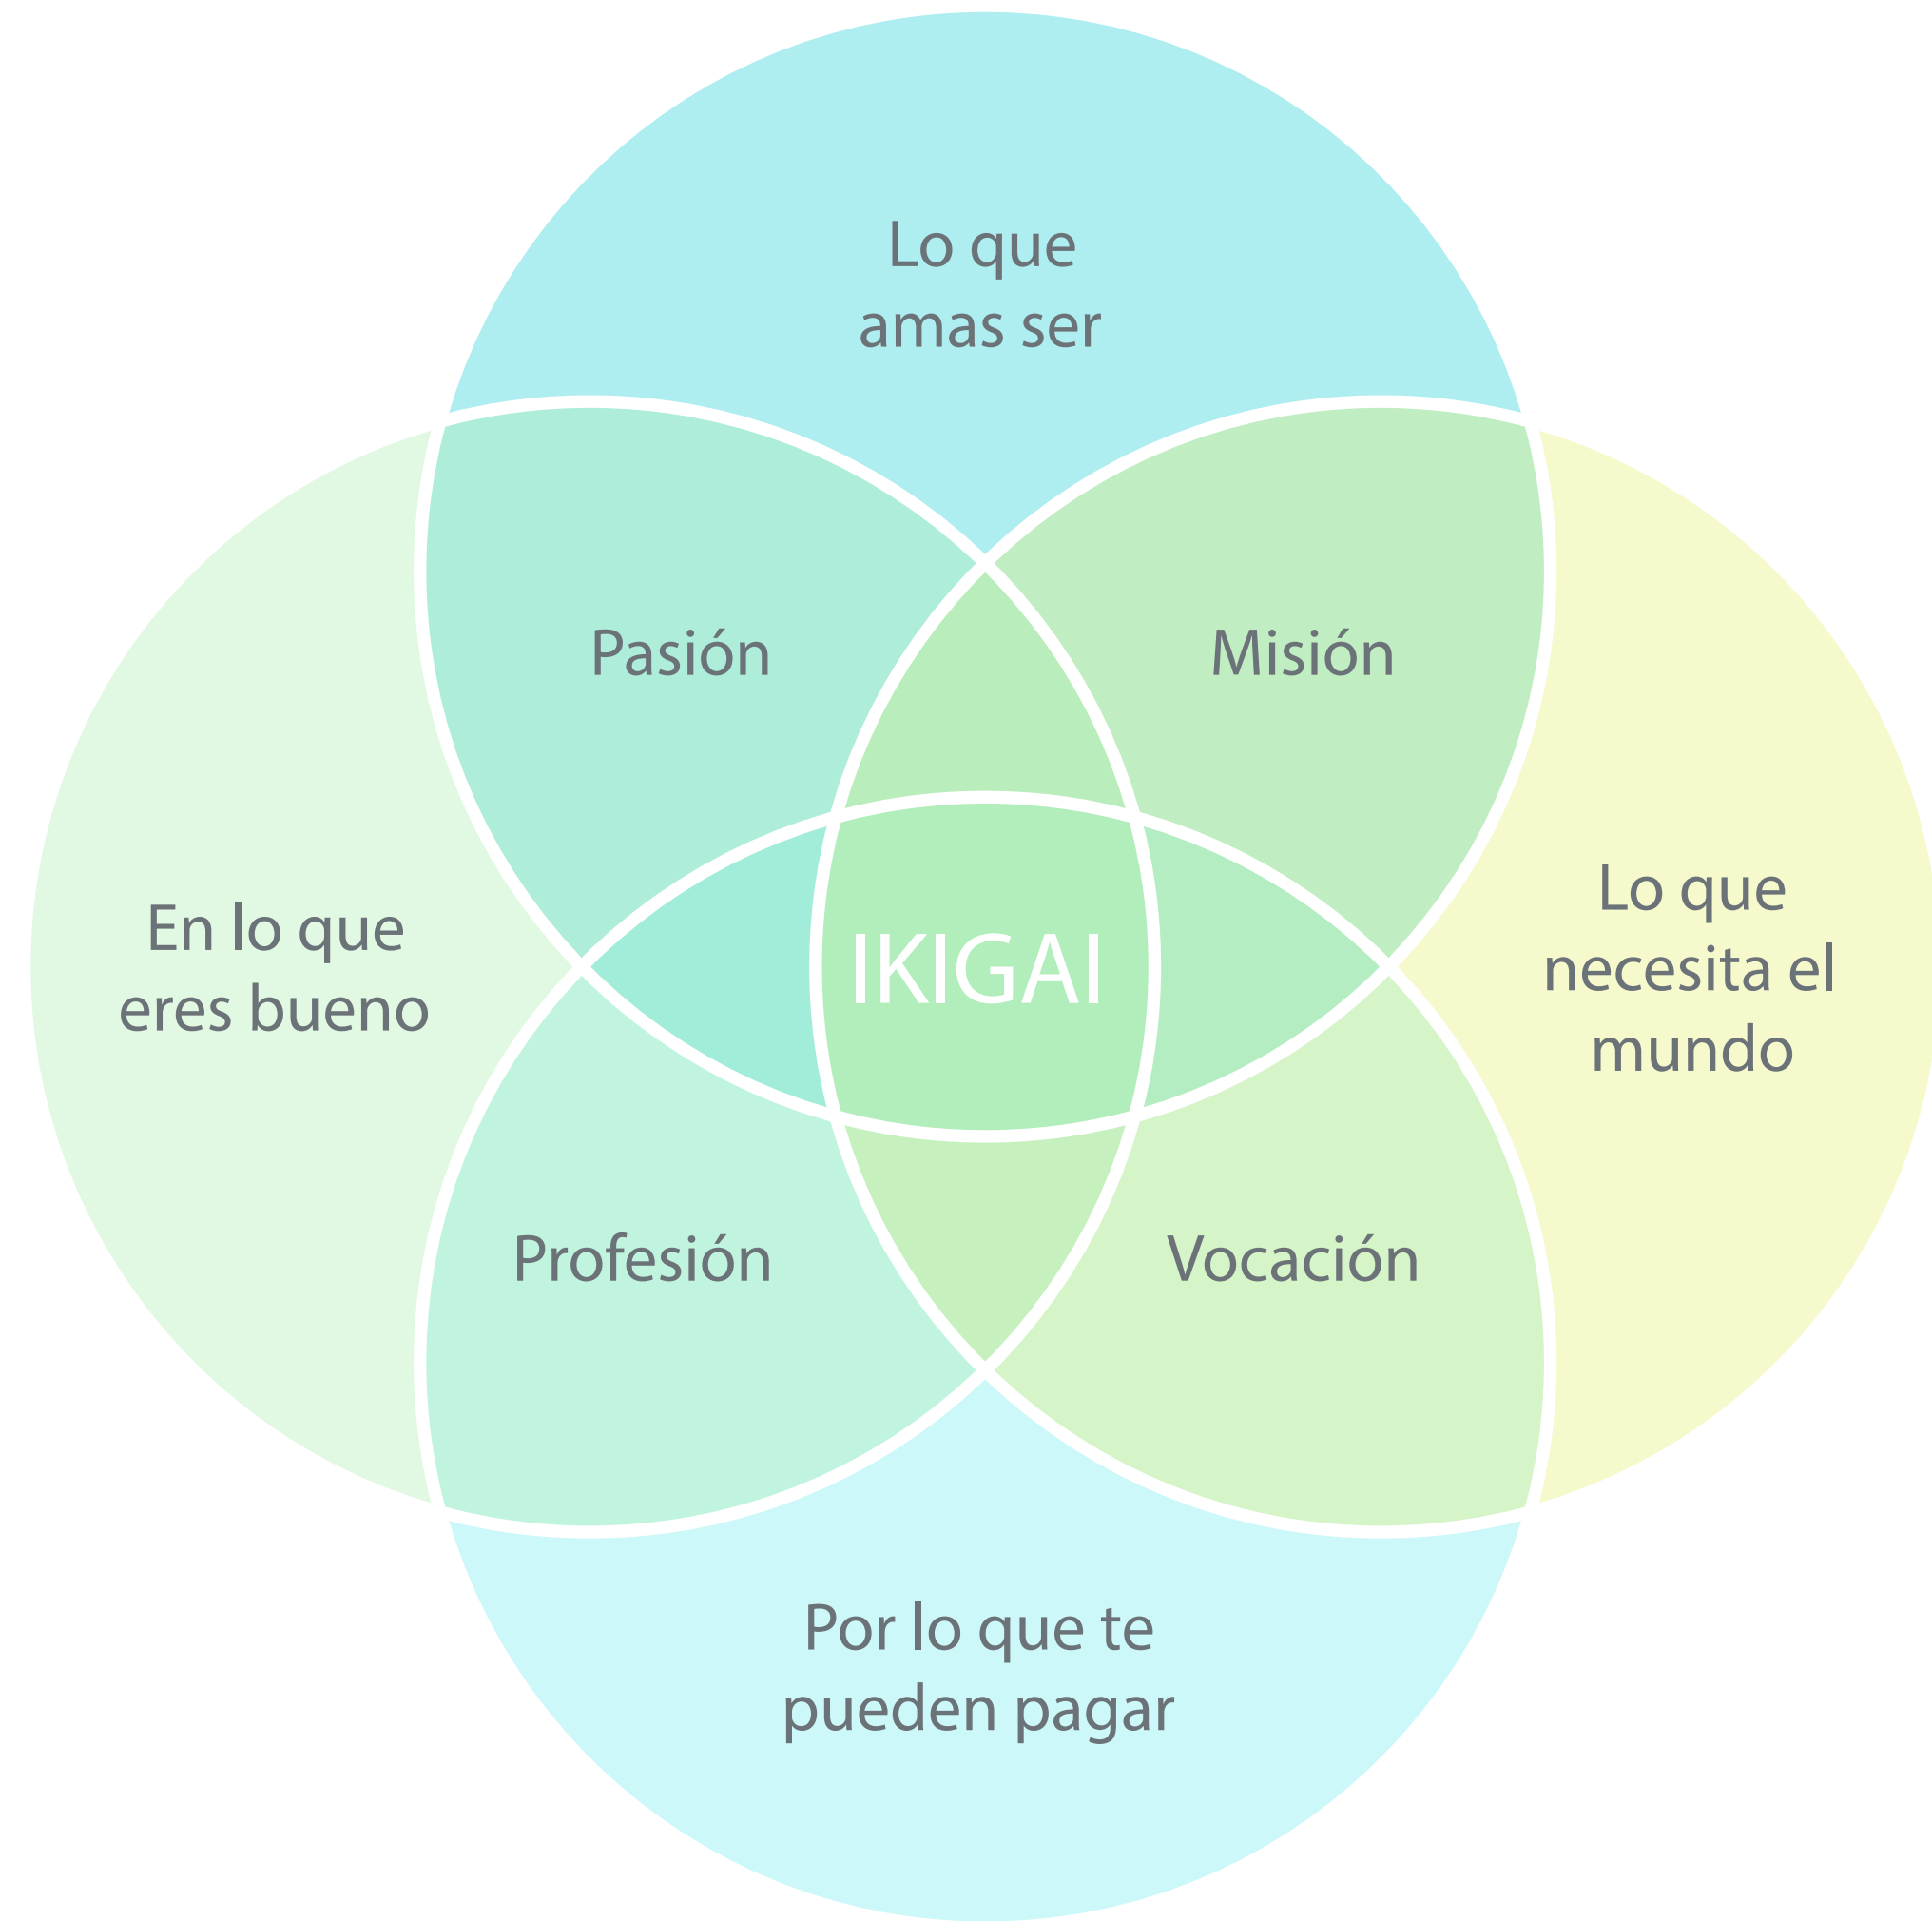 Lo que
amas ser
Pasión
Misión
En lo que
eres bueno
IKIGAI
Lo que
necesita el
mundo
Profesión
Vocación
Por lo que te
pueden pagar